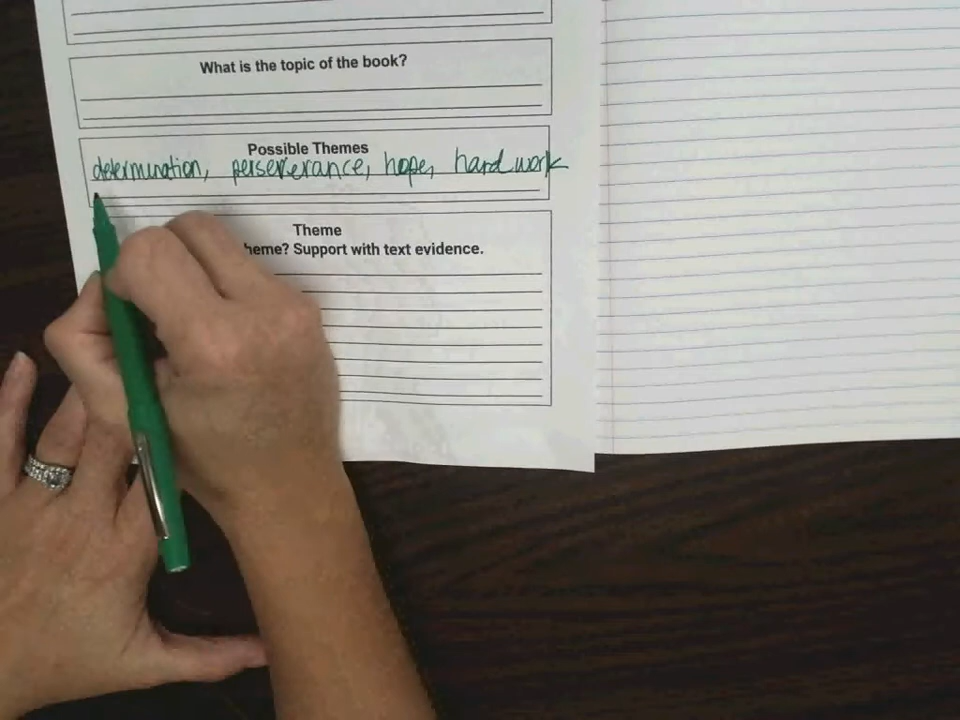 What is the topic of the book?
Possible Themes
determination, perseverance, hope, hard work
Theme
heme? Support with text evidence.